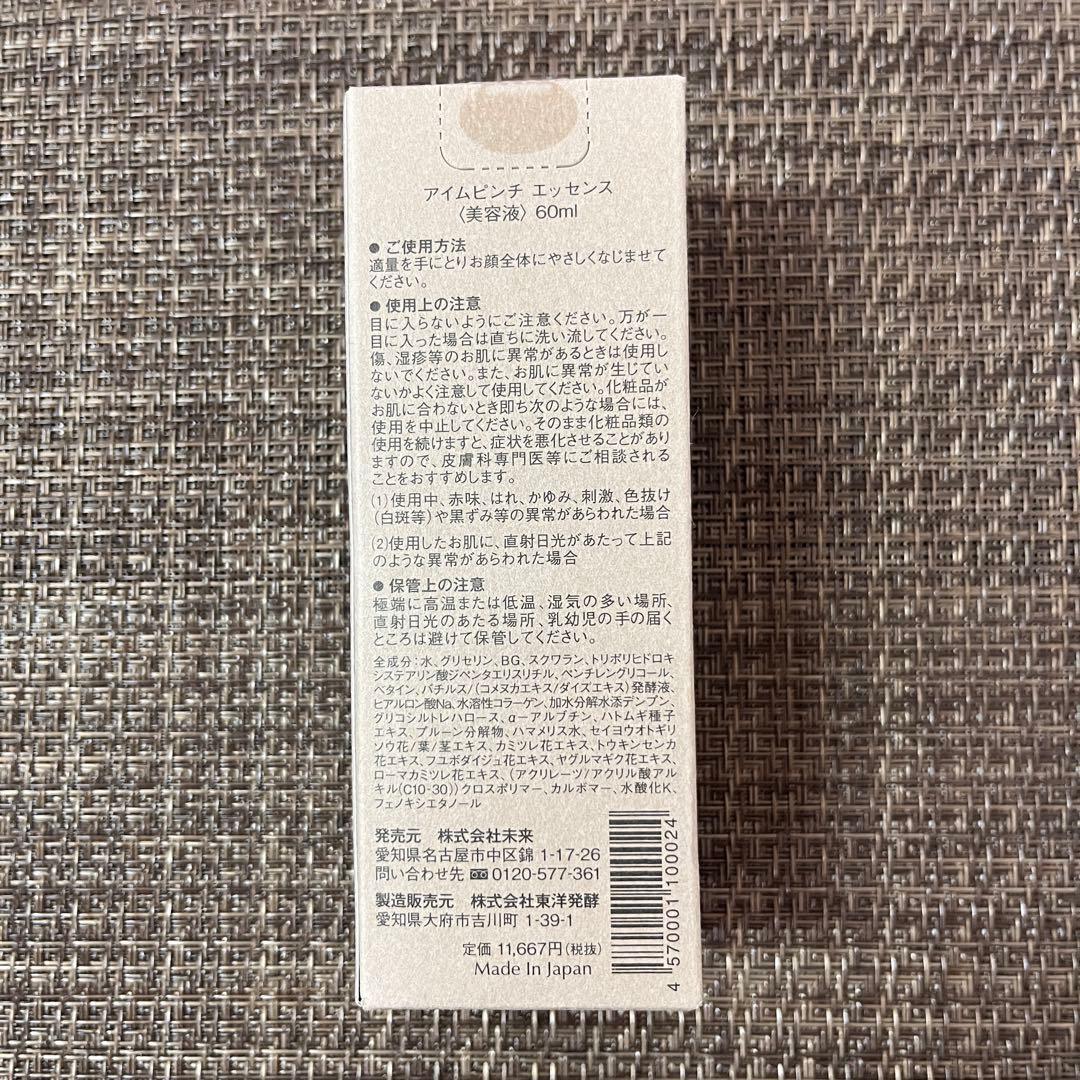 アイムピンチ エッセンス
〈美容液〉60ml
● ご使用方法
適量を手にとりお顔全体にやさしくなじませて
ください。
● 使用上の注意
目に入らないようにご注意ください。万が一
目に入った場合は直ちに洗い流してください。
傷、湿疹等のお肌に異常があるときは使用し
ないでください。また、お肌に異常が生じてい
ないかよく注意して使用してください。化粧品が
お肌に合わないとき即ち次のような場合には、
使用を中止してください。そのまま化粧品類の
使用を続けますと、症状を悪化させることがあり
ますので、皮膚科専門医等にご相談される
ことをおすすめします。
(1)使用中、赤味、はれ、かゆみ、刺激、色抜け
(白斑等)や黒ずみ等の異常があらわれた場合
(2)使用したお肌に、直射日光があたって上記
のような異常があらわれた場合
● 保管上の注意
極端に高温または低温、湿気の多い場所、
直射日光のあたる場所、乳幼児の手の届く
ところは避けて保管してください。
全成分：水、グリセリン、BG、スクワラン、トリポリヒドロキ
システアリン酸ジペンタエリスリチル、ペンチレングリコール、
ベタイン、バチルス/(コメヌカエキス/ダイズエキス)発酵液、
ヒアルロン酸Na、水溶性コラーゲン、加水分解水添デンプン、
グリコシルトレハロース、α−アルブチン、ハトムギ種子
エキス、プルーン分解物、ハマメリス水、セイヨウオトギリ
ソウ花/葉/茎エキス、カミツレ花エキス、トウキンセンカ
花エキス、フユボダイジュ花エキス、ヤグルマギク花エキス、
ローマカミツレ花エキス、(アクリレーツ/アクリル酸アル
キル(C10-30))クロスポリマー、カルボマー、水酸化K、
フェノキシエタノール
発売元 株式会社未来
愛知県名古屋市中区錦 1-17-26
問い合わせ先 0120-577-361
製造販売元 株式会社東洋発酵
愛知県大府市吉川町 1-39-1
定価 11,667円(税抜)
Made In Japan
4 570001 100024